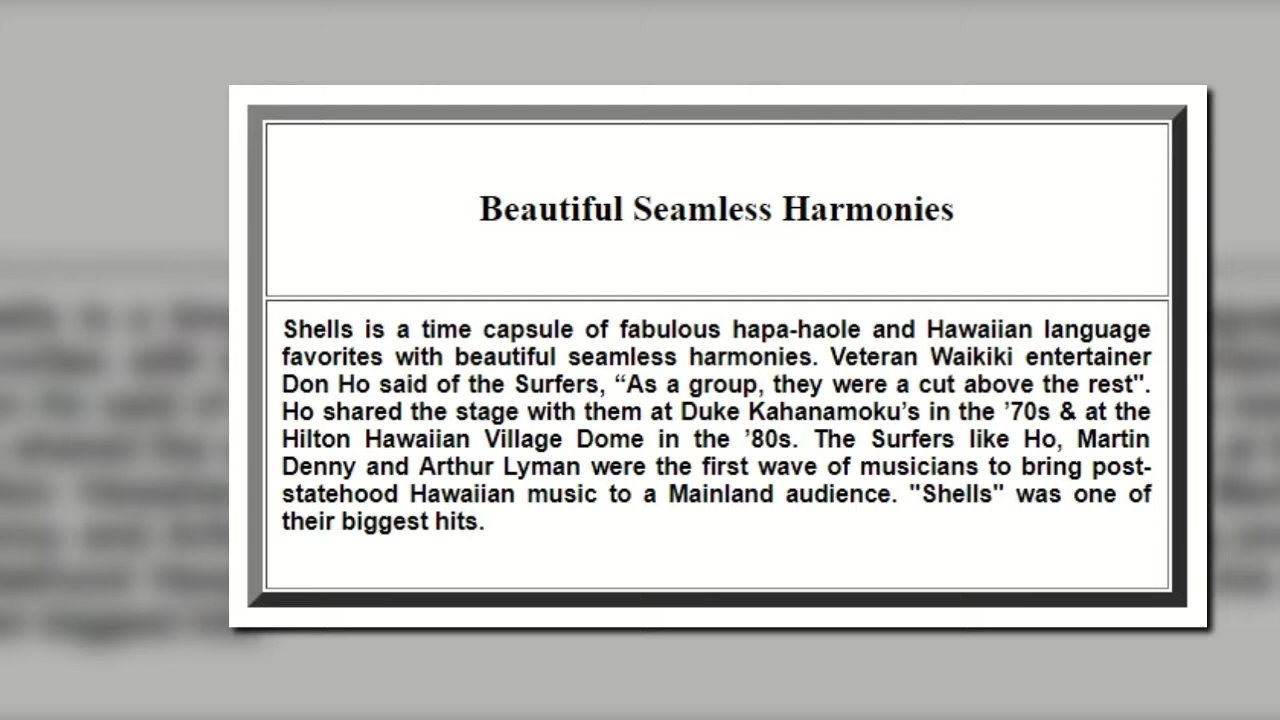 Beautiful Seamless Harmonies
Shells is a time capsule of fabulous hapa-haole and Hawaiian language
favorites with beautiful seamless harmonies. Veteran Waikiki entertainer
Don Ho said of the Surfers, “As a group, they were a cut above the rest".
Ho shared the stage with them at Duke Kahanamoku’s in the ’70s & at the
Hilton Hawaiian Village Dome in the ’80s. The Surfers like Ho, Martin
Denny and Arthur Lyman were the first wave of musicians to bring post-
statehood Hawaiian music to a Mainland audience. "Shells" was one of
their biggest hits.